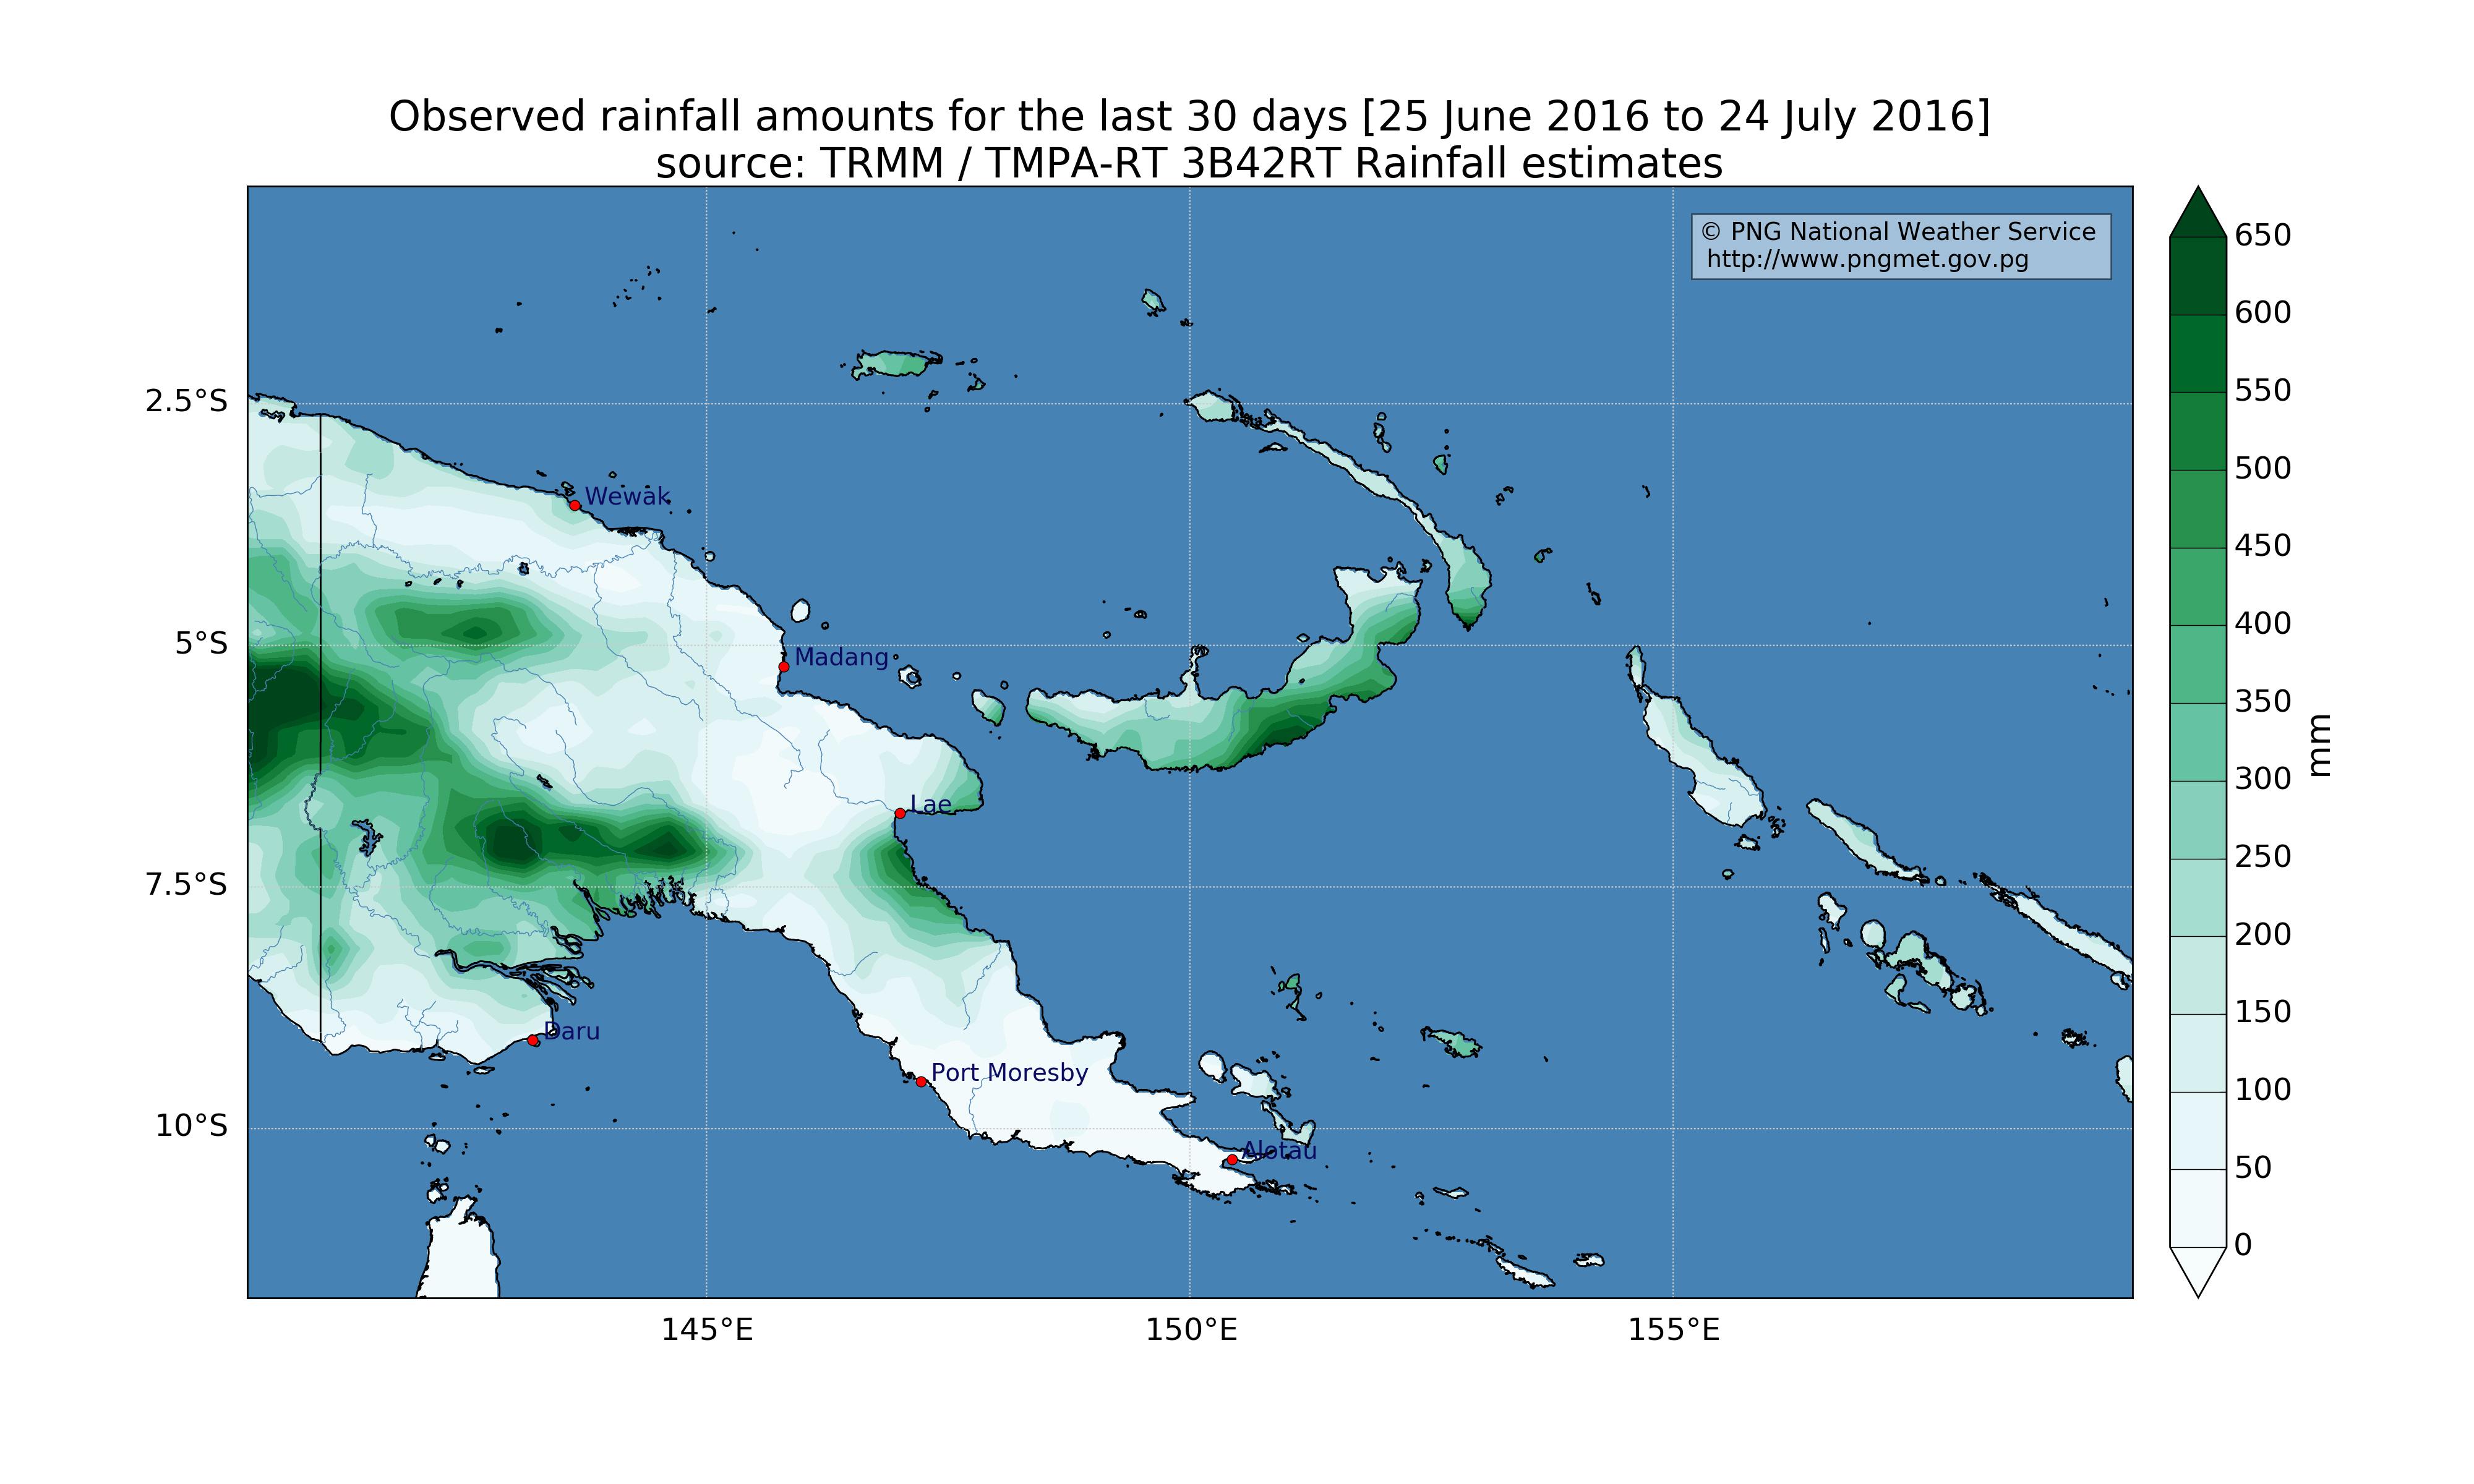 Observed rainfall amounts for the last 30 days [25 June 2016 to 24 July 2016]
source: TRMM / TMPA-RT 3B42RT Rainfall estimates
© PNG National Weather Service
http://www.pngmet.gov.pg
650
600
550
500
450
400
350
300
250
200
150
100
50
0
mm
2.5°S
5°S
7.5°S
10°S
Wewak
Madang
Lae
Daru
Port Moresby
Alotau
145°E
150°E
155°E